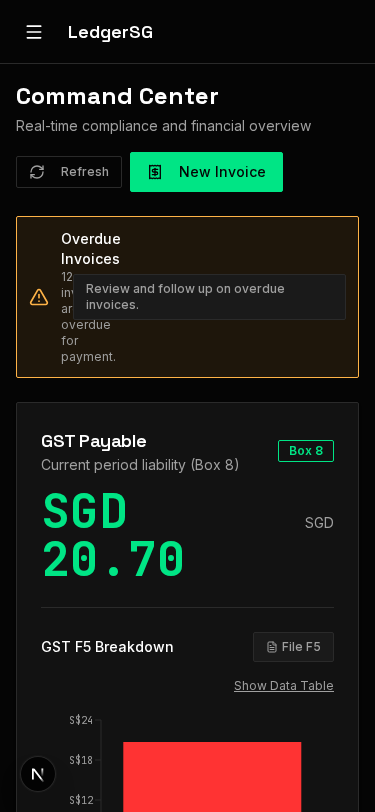 LedgerSG
Command Center
Real-time compliance and financial overview
Refresh
New Invoice
Overdue
Invoices
12
overdue
for
payment.
Review and follow up on overdue
invoices.
GST Payable
Current period liability (Box 8)
Box 8
SGD
20.70
SGD
GST F5 Breakdown
File F5
Show Data Table
S$24
S$18
S$12
N